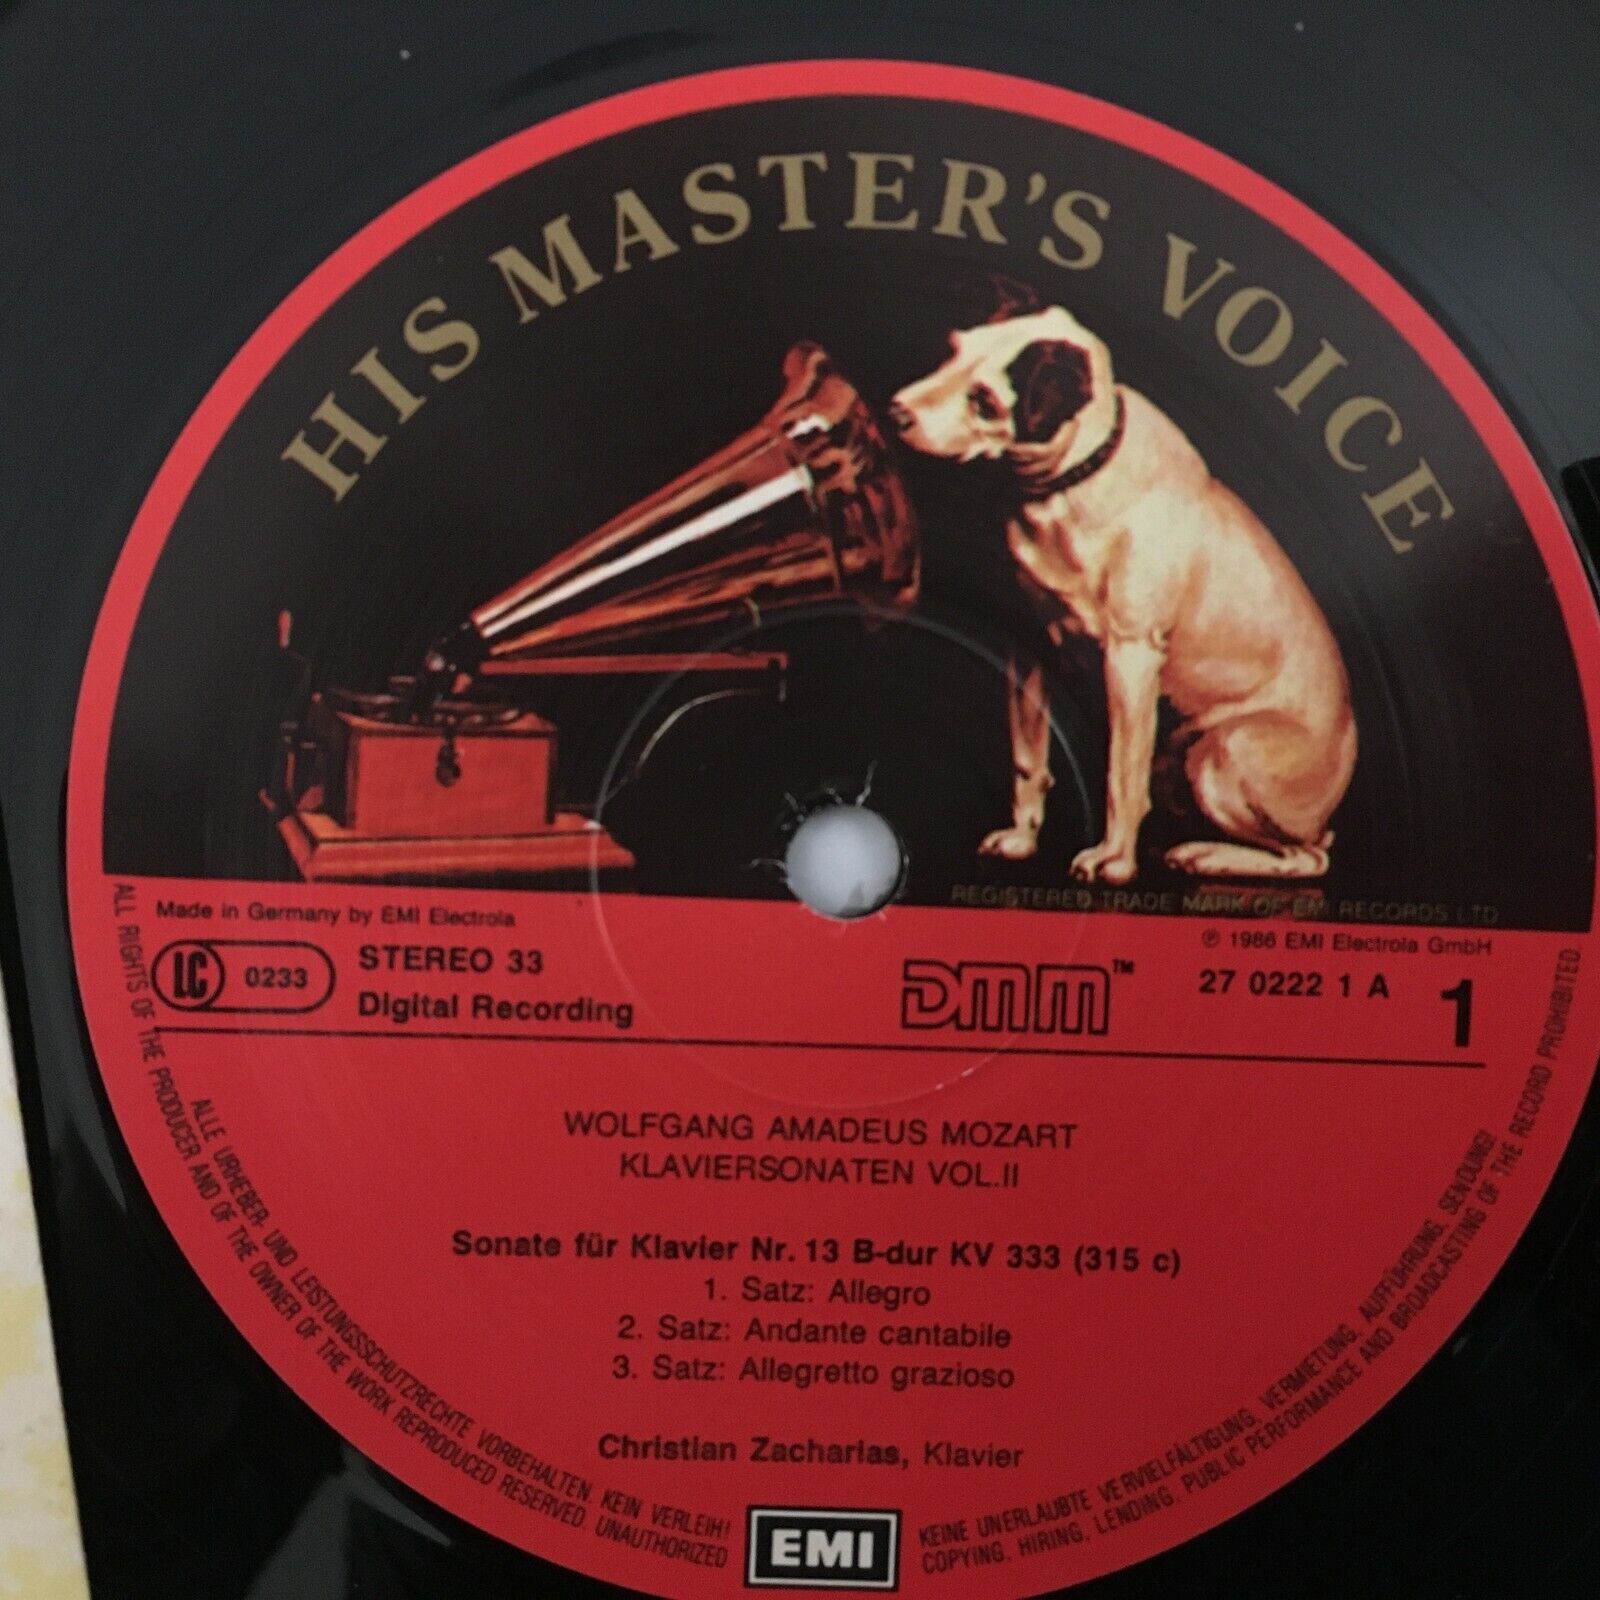 HIS MASTER'S VOICE
REGISTERED TRADE MARK OF EMI RECORDS LTD
Made in Germany by EMI Electrola
℗ 1986 EMI Electrola GmbH
LC 0233
STEREO 33
Digital Recording
DMM™
27 0222 1 A
1
WOLFGANG AMADEUS MOZART
KLAVIERSONATEN VOL.II
Sonate für Klavier Nr. 13 B-dur KV 333 (315 c)
1. Satz: Allegro
2. Satz: Andante cantabile
3. Satz: Allegretto grazioso
Christian Zacharias, Klavier
EMI
ALLE URHEBER- UND LEISTUNGSSCHUTZRECHTE VORBEHALTEN. KEIN VERLEIH! KEINE UNERLAUBTE VERVIELFÄLTIGUNG, VERMIETUNG, AUFFÜHRUNG, SENDUNG!
ALL RIGHTS OF THE PRODUCER AND OF THE OWNER OF THE WORK REPRODUCED RESERVED. UNAUTHORIZED COPYING, HIRING, LENDING, PUBLIC PERFORMANCE AND BROADCASTING OF THE RECORD PROHIBITED.